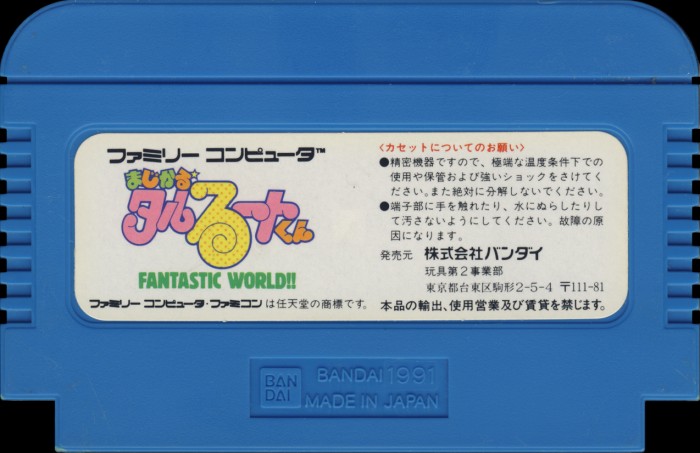 ファミリー コンピュータ™
まじかる☆
タルるートくん
FANTASTIC WORLD!!
ファミリー コンピュータ・ファミコン は任天堂の商標です。
〈カセットについてのお願い〉
●精密機器ですので、極端な温度条件下での
使用や保管および強いショックをさけてく
ださい。また絶対に分解しないでください。
●端子部に手を触れたり、水にぬらしたりし
て汚さないようにしてください。故障の原
因になります。
発売元 株式会社バンダイ
玩具第2事業部
東京都台東区駒形2-5-4 〒111-81
本品の輸出、使用営業及び賃貸を禁じます。
BAN
DAI
BANDAI 1991
MADE IN JAPAN